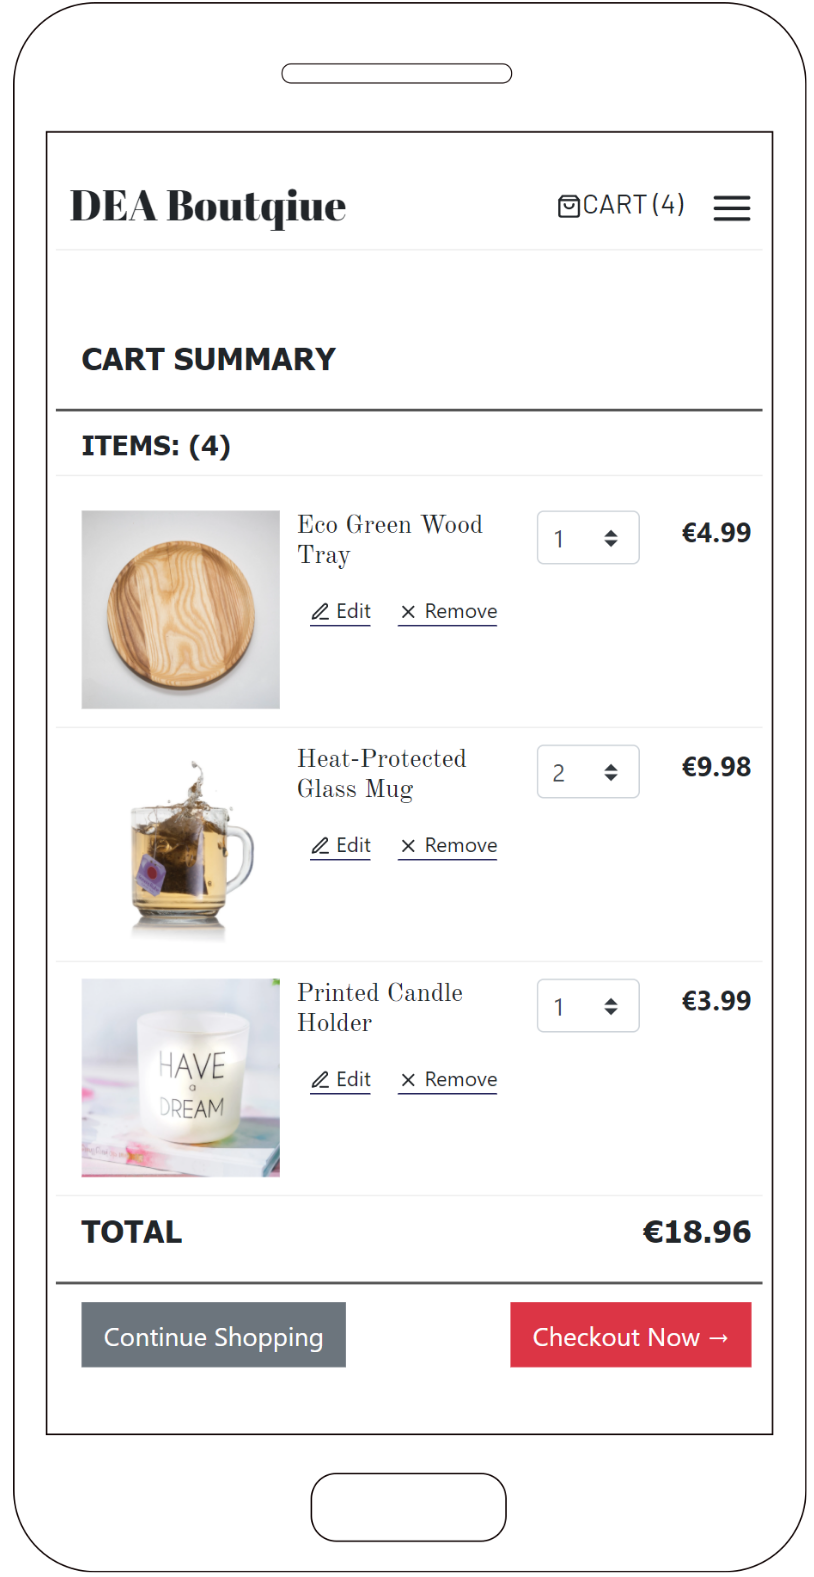 DEA Boutqiue
CART (4)
CART SUMMARY
ITEMS: (4)
Eco Green Wood
Tray
1
€4.99
Edit
Remove
Heat-Protected
Glass Mug
2
€9.98
Edit
Remove
Printed Candle
Holder
1
€3.99
Edit
Remove
HAVE
a
DREAM
TOTAL
€18.96
Continue Shopping
Checkout Now →